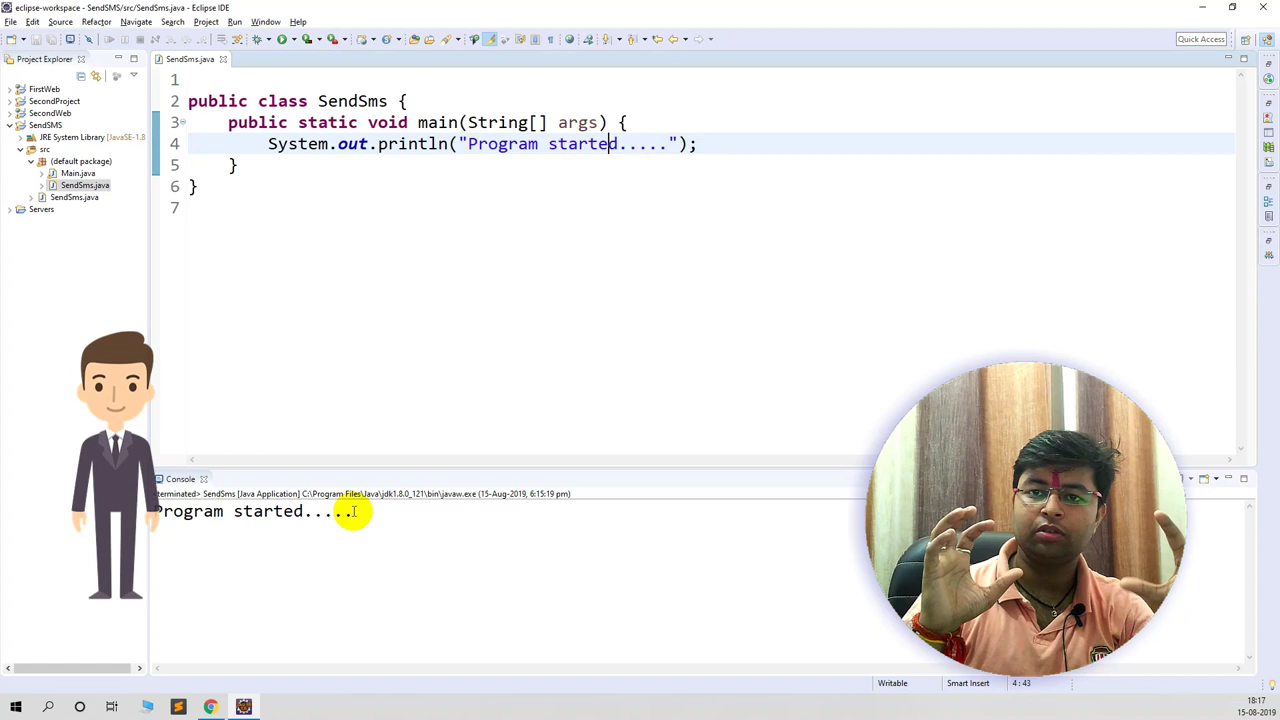 eclipse-workspace - SendSMS/src/SendSms.java - Eclipse IDE
File Edit Source Refactor Navigate Search Project Run Window Help
Quick Access
Project Explorer
SendSms.java
FirstWeb
SecondProject
SecondWeb
SendSMS
JRE System Library [JavaSE-1.8
src
(default package)
Main.java
SendSms.java
SendSms.java
Servers
1
2 public class SendSms {
3 public static void main(String[] args) {
4 System.out.println("Program started.....");
5 }
6 }
7
Console
terminated> SendSms [Java Application] C:\Program Files\Java\jdk1.8.0_121\bin\javaw.exe (15-Aug-2019, 6:15:19 pm)
Program started.....
Writable Smart Insert 4 : 43
18:17
15-08-2019